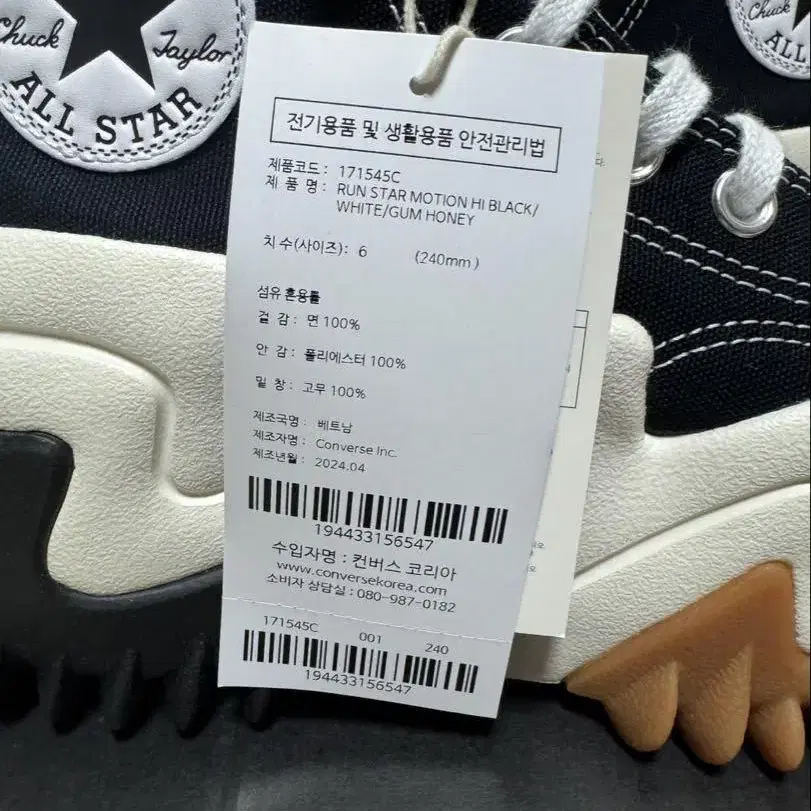 Chuck Taylor
ALL STAR
Chuck
ALL
전기용품 및 생활용품 안전관리법
제품코드 : 171545C
제 품 명 : RUN STAR MOTION HI BLACK/
WHITE/GUM HONEY
치 수(사이즈) : 6 (240mm )
섬유 혼용률
겉 감 : 면 100%
안 감 : 폴리에스터 100%
밑 창 : 고무 100%
제조국명 : 베트남
제조자명 : Converse Inc.
제조년월 : 2024.04
194433156547
수입자명 : 컨버스 코리아
www.conversekorea.com
소비자 상담실 : 080-987-0182
171545C 001 240
194433156547